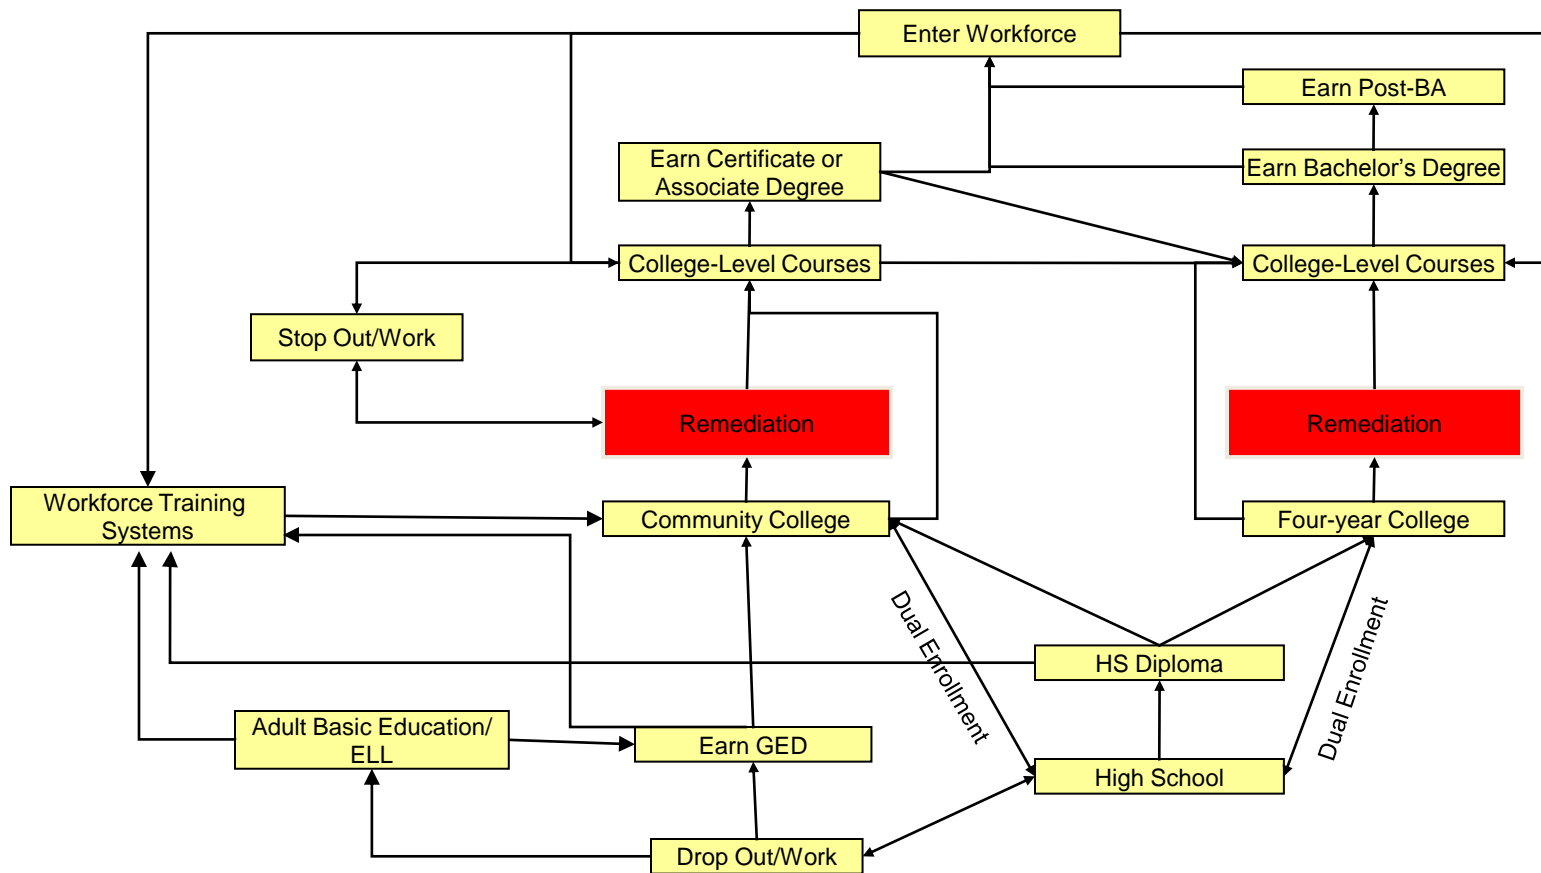 Enter Workforce
Earn Post-BA
Earn Certificate or
Associate Degree
Earn Bachelor’s Degree
College-Level Courses
College-Level Courses
Stop Out/Work
Remediation
Remediation
Workforce Training
Systems
Community College
Four-year College
Dual Enrollment
Dual Enrollment
HS Diploma
Adult Basic Education/
ELL
Earn GED
High School
Drop Out/Work